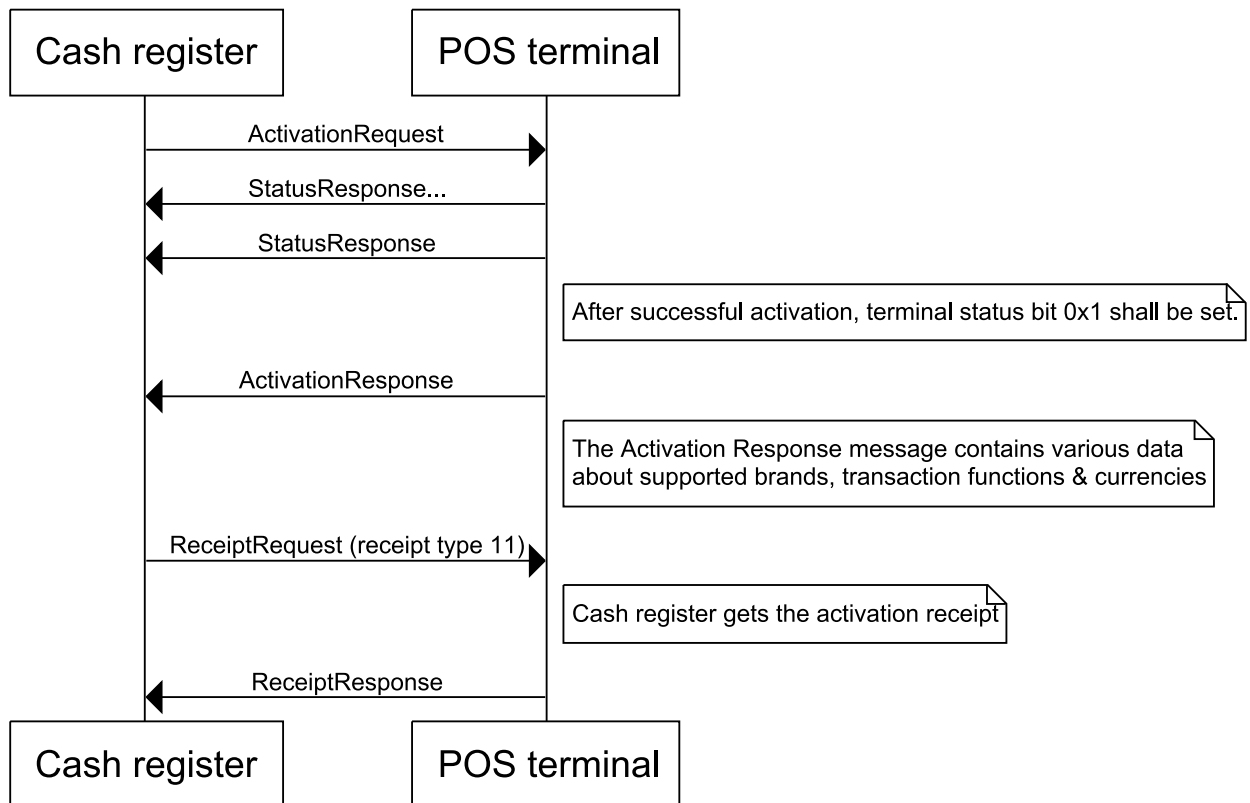 Cash register
POS terminal
ActivationRequest
StatusResponse...
StatusResponse
After successful activation, terminal status bit 0x1 shall be set.
ActivationResponse
The Activation Response message contains various data
about supported brands, transaction functions & currencies
ReceiptRequest (receipt type 11)
Cash register gets the activation receipt
ReceiptResponse
Cash register
POS terminal